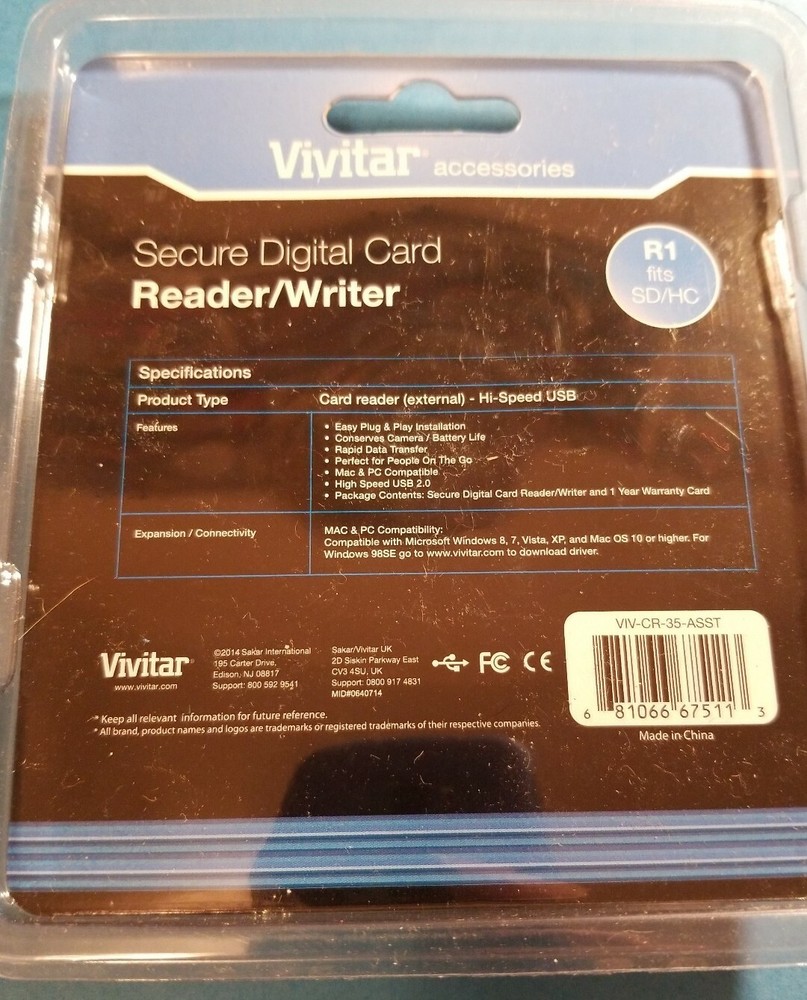 Vivitar® accessories
Secure Digital Card
Reader/Writer
R1
fits
SD/HC
Specifications
Product Type Card reader (external) - Hi-Speed USB
Features
• Easy Plug & Play Installation
• Conserves Camera / Battery Life
• Rapid Data Transfer
• Perfect for People On The Go
• Mac & PC Compatible
• High Speed USB 2.0
• Package Contents: Secure Digital Card Reader/Writer and 1 Year Warranty Card
Expansion / Connectivity
MAC & PC Compatibility:
Compatible with Microsoft Windows 8, 7, Vista, XP, and Mac OS 10 or higher. For
Windows 98SE go to www.vivitar.com to download driver.
Vivitar®
www.vivitar.com
©2014 Sakar International
195 Carter Drive,
Edison, NJ 08817
Support: 800 592 9541
Sakar/Vivitar UK
2D Siskin Parkway East
CV3 4SU, UK
Support: 0800 917 4831
MID#0640714
FC CE
VIV-CR-35-ASST
6 81066 67511 3
Made in China
* Keep all relevant information for future reference.
* All brand, product names and logos are trademarks or registered trademarks of their respective companies.